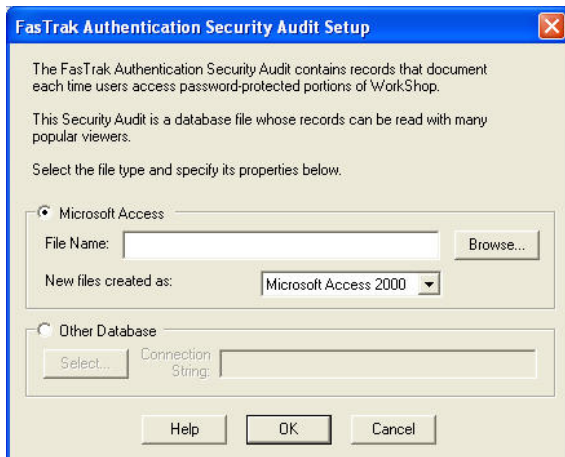 FasTrak Authentication Security Audit Setup
The FasTrak Authentication Security Audit contains records that document
each time users access password-protected portions of WorkShop.
This Security Audit is a database file whose records can be read with many
popular viewers.
Select the file type and specify its properties below.
Microsoft Access
File Name:
Browse...
New files created as:
Microsoft Access 2000
Other Database
Select...
Connection
String:
Help
OK
Cancel